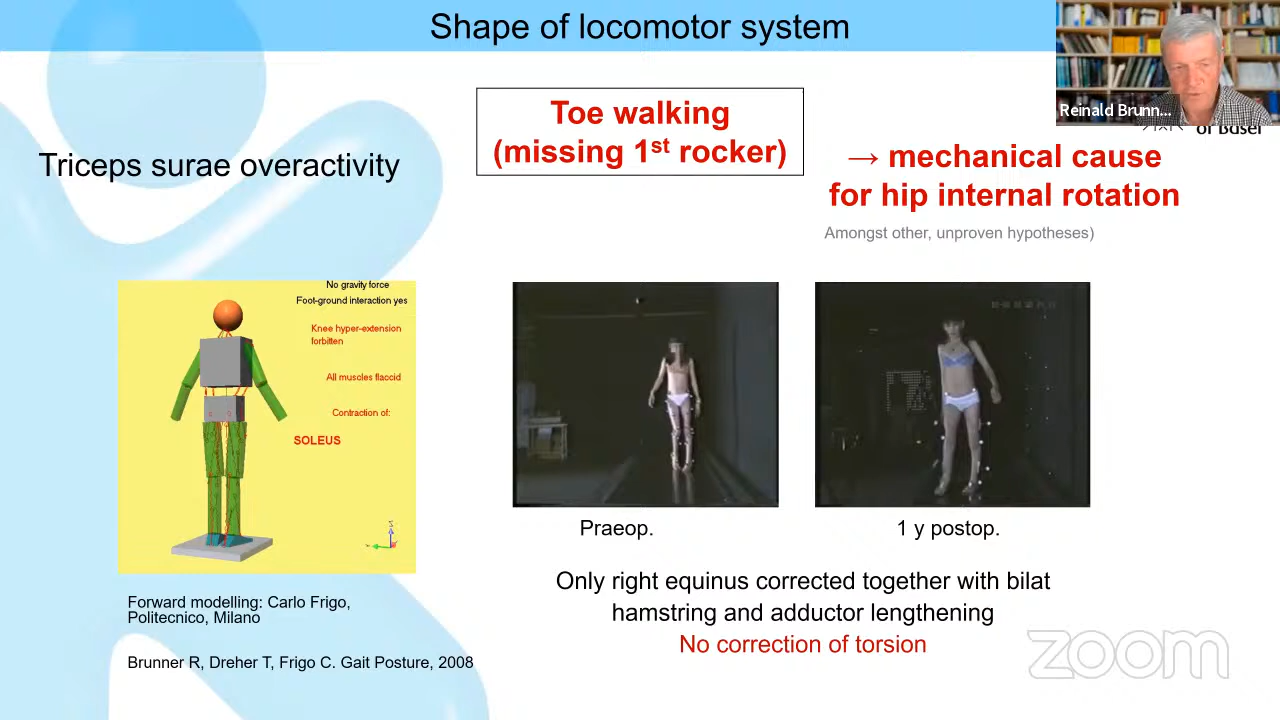 Shape of locomotor system
Reinald Brunn...
of Basel
Toe walking
(missing 1st rocker)
Triceps surae overactivity
→ mechanical cause
for hip internal rotation
Amongst other, unproven hypotheses)
No gravity force
Foot-ground interaction yes
Knee hyper-extension
forbitten
All muscles flaccid
Contraction of:
SOLEUS
Praeop.
1 y postop.
Only right equinus corrected together with bilat
hamstring and adductor lengthening
No correction of torsion
Forward modelling: Carlo Frigo,
Politecnico, Milano
Brunner R, Dreher T, Frigo C. Gait Posture, 2008
zoom